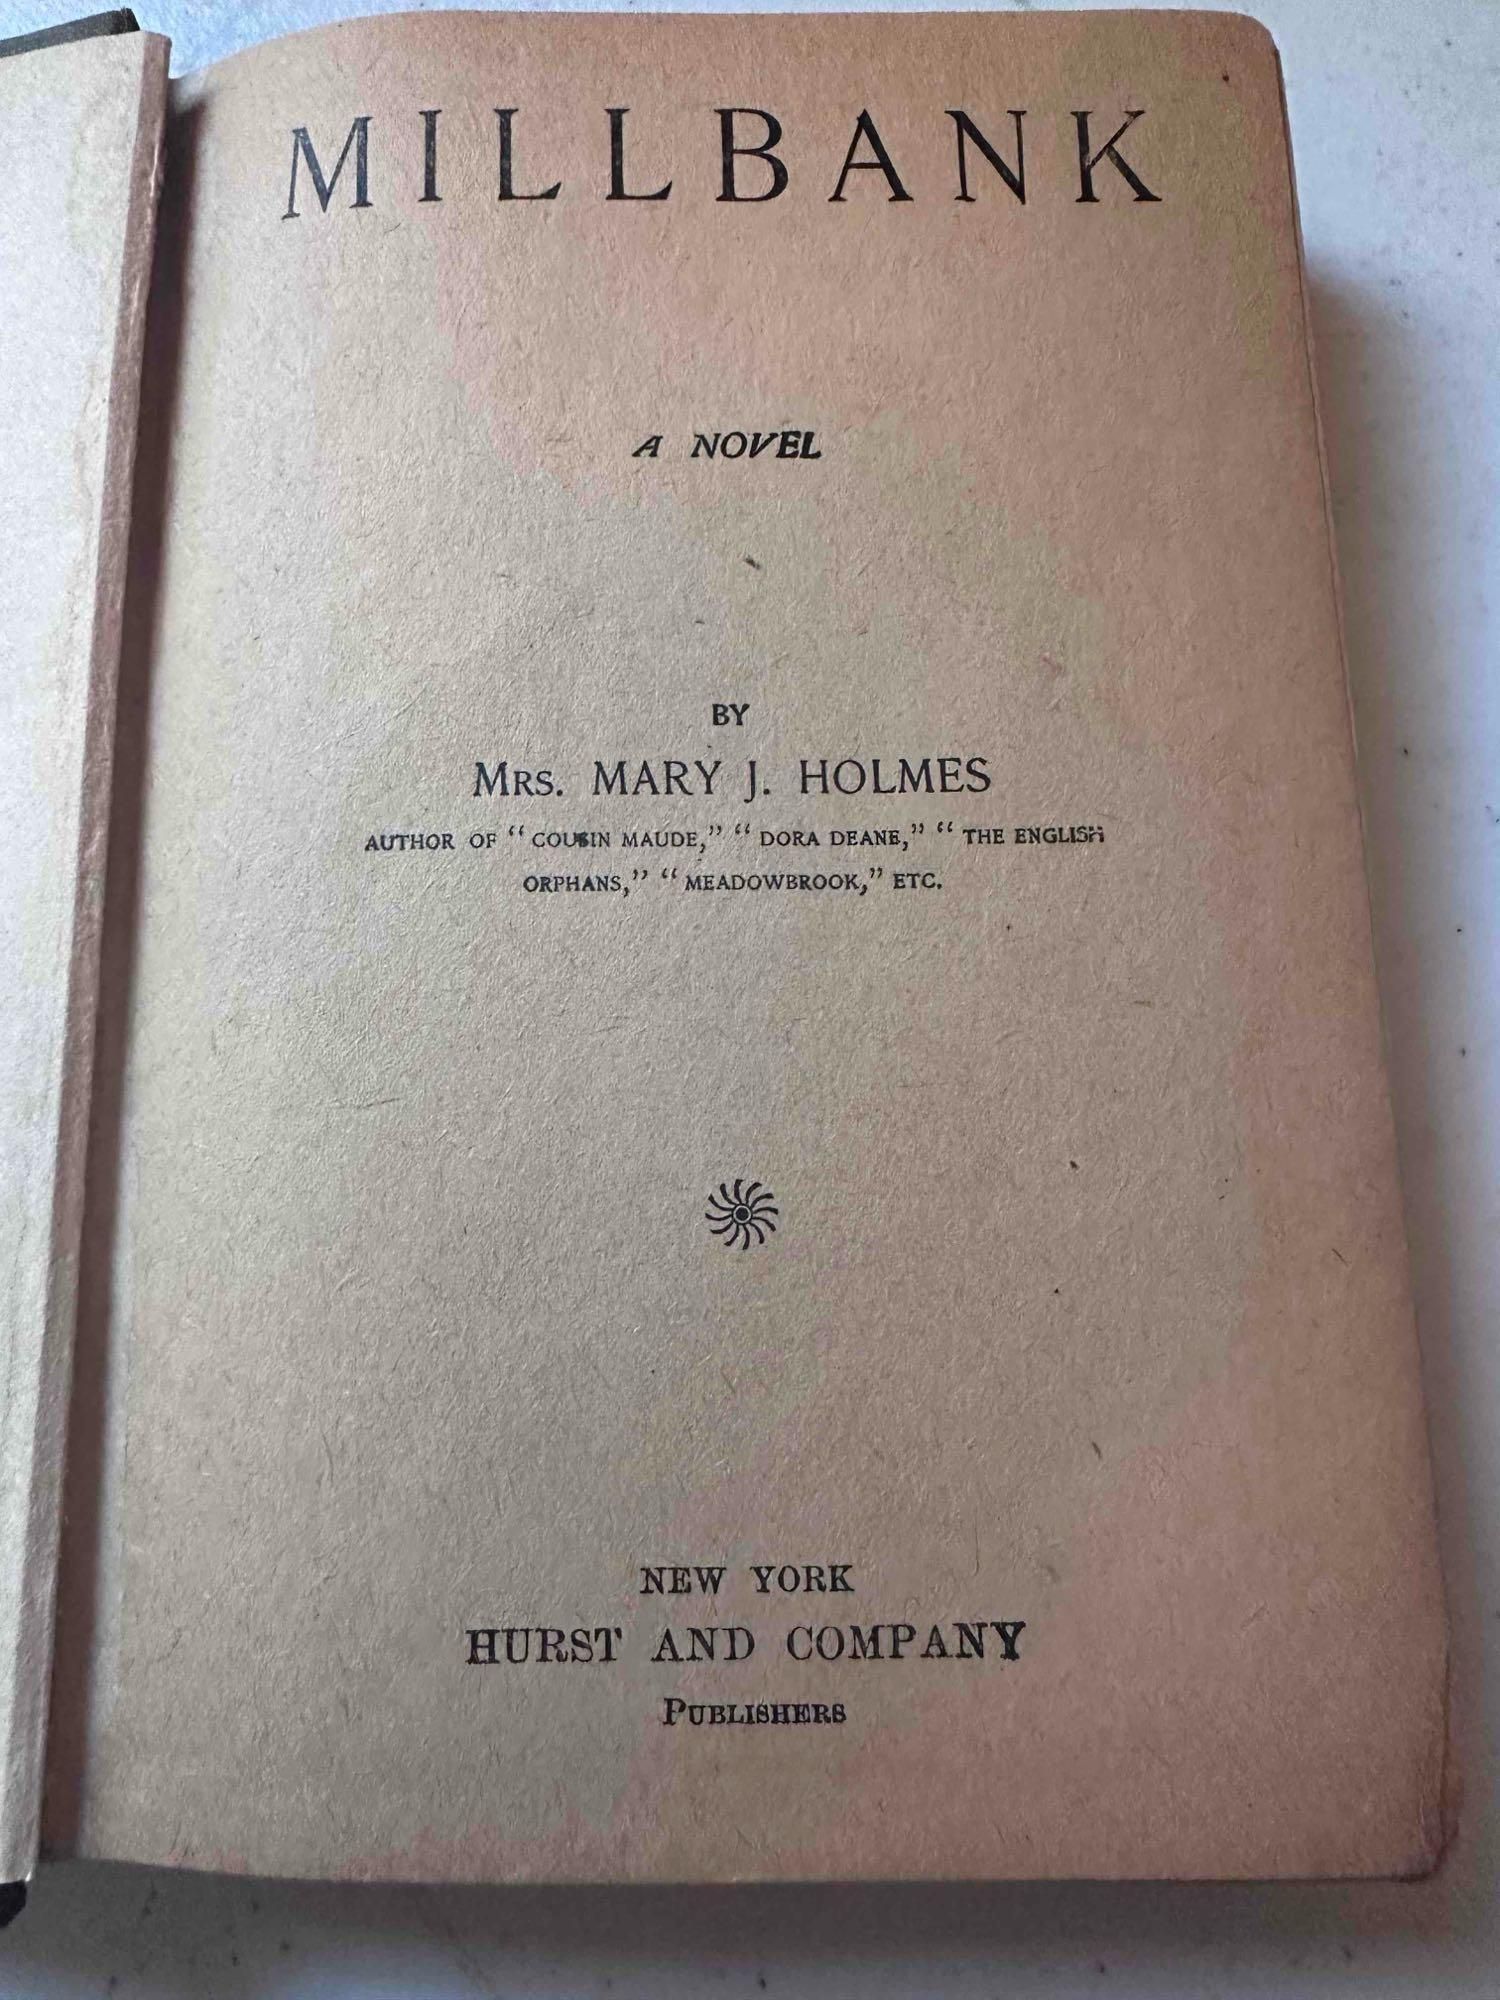 MILLBANK
A NOVEL
BY
MRS. MARY J. HOLMES
AUTHOR OF “COUSIN MAUDE,” “DORA DEANE,” “THE ENGLISH
ORPHANS,” “MEADOWBROOK,” ETC.
NEW YORK
HURST AND COMPANY
PUBLISHERS